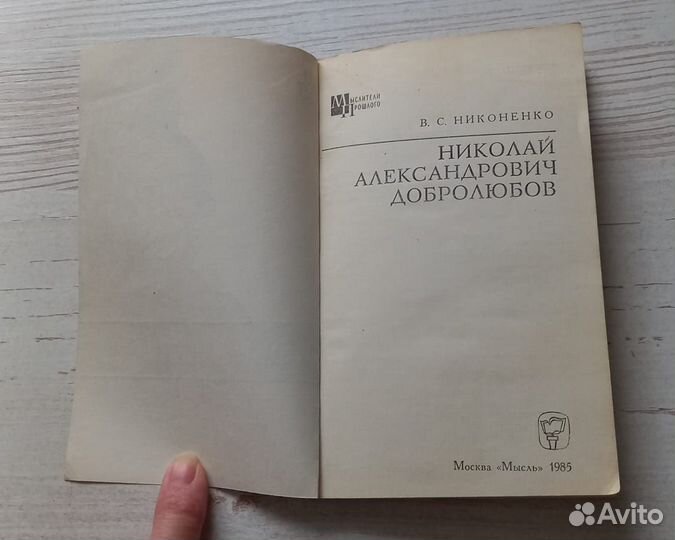 Мыслители
Прошлого
В. С. НИКОНЕНКО
НИКОЛАЙ
АЛЕКСАНДРОВИЧ
ДОБРОЛЮБОВ
Москва «Мысль» 1985
Avito